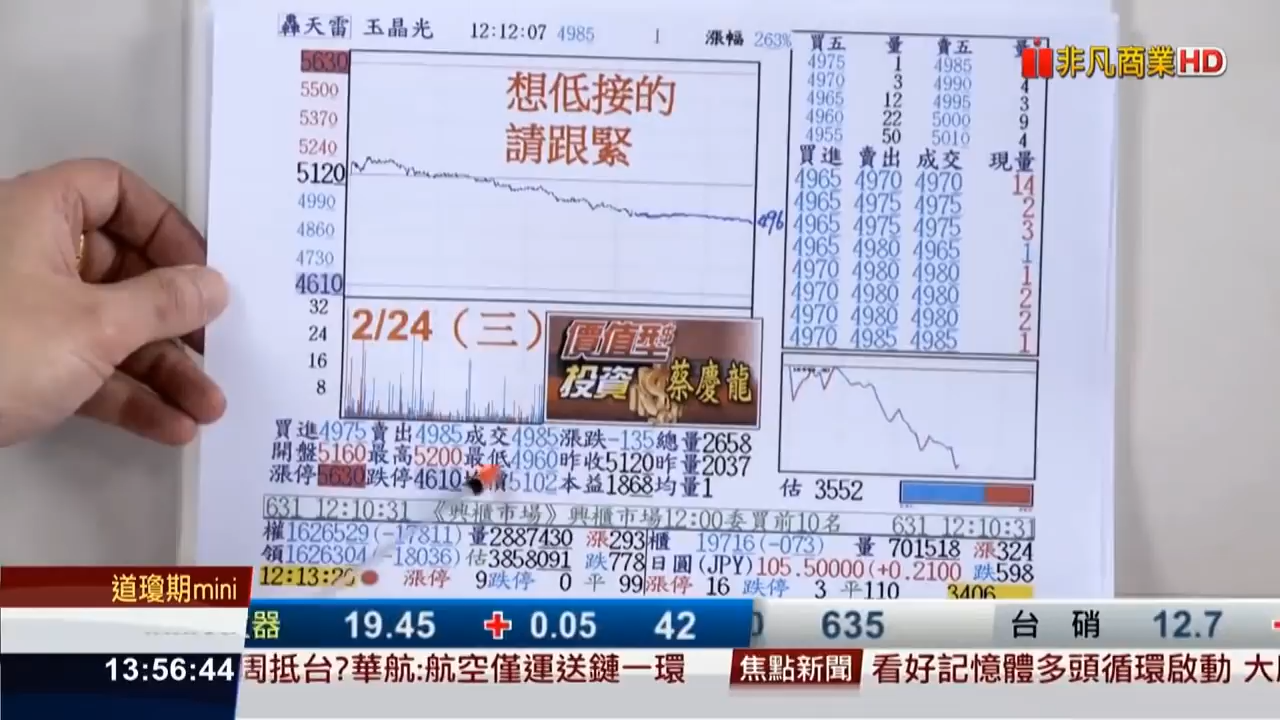 轟天雷 玉晶光 12:12:07 4985 漲幅 263%
非凡商業HD
5630
5500
5370
5240
5120
4990
4860
4730
4610
32
24
16
8
想低接的
請跟緊
496
2/24（三）
價值型
投資
蔡慶龍
買五 量 賣五 量
4975 1 4985
4970 3 4990 4
4965 12 4995 3
4960 22 5000 9
4955 50 5010 4
買進 賣出 成交 現量
4965 4970 4970 14
4965 4975 4975 2
4965 4975 4975 3
4965 4980 4965 1
4970 4980 4980 1
4970 4980 4980 2
4970 4980 4980 2
4970 4985 4985 1
買進4975賣出4985成交4985漲跌-135總量2658
開盤5160最高5200最低4960昨收5120昨量2037
漲停5630跌停4610 5102本益1868均量1
估 3552
631 12:10:31 《興櫃市場》興櫃市場12:00委買前10名 631 12:10:31
權1626529(-17811)量2887430 漲293櫃 19716(-073) 量 701518 漲324
領1626304(-18036)估3858091 跌778日圓(JPY)105.50000(+0.2100 跌598
漲停 9跌停 0 平 99漲停 16 跌停 3 平110 3406
道瓊期mini
器 19.45 + 0.05 42
635 台 硝 12.7
13:56:44
周抵台?華航:航空僅運送鏈一環 焦點新聞 看好記憶體多頭循環啟動